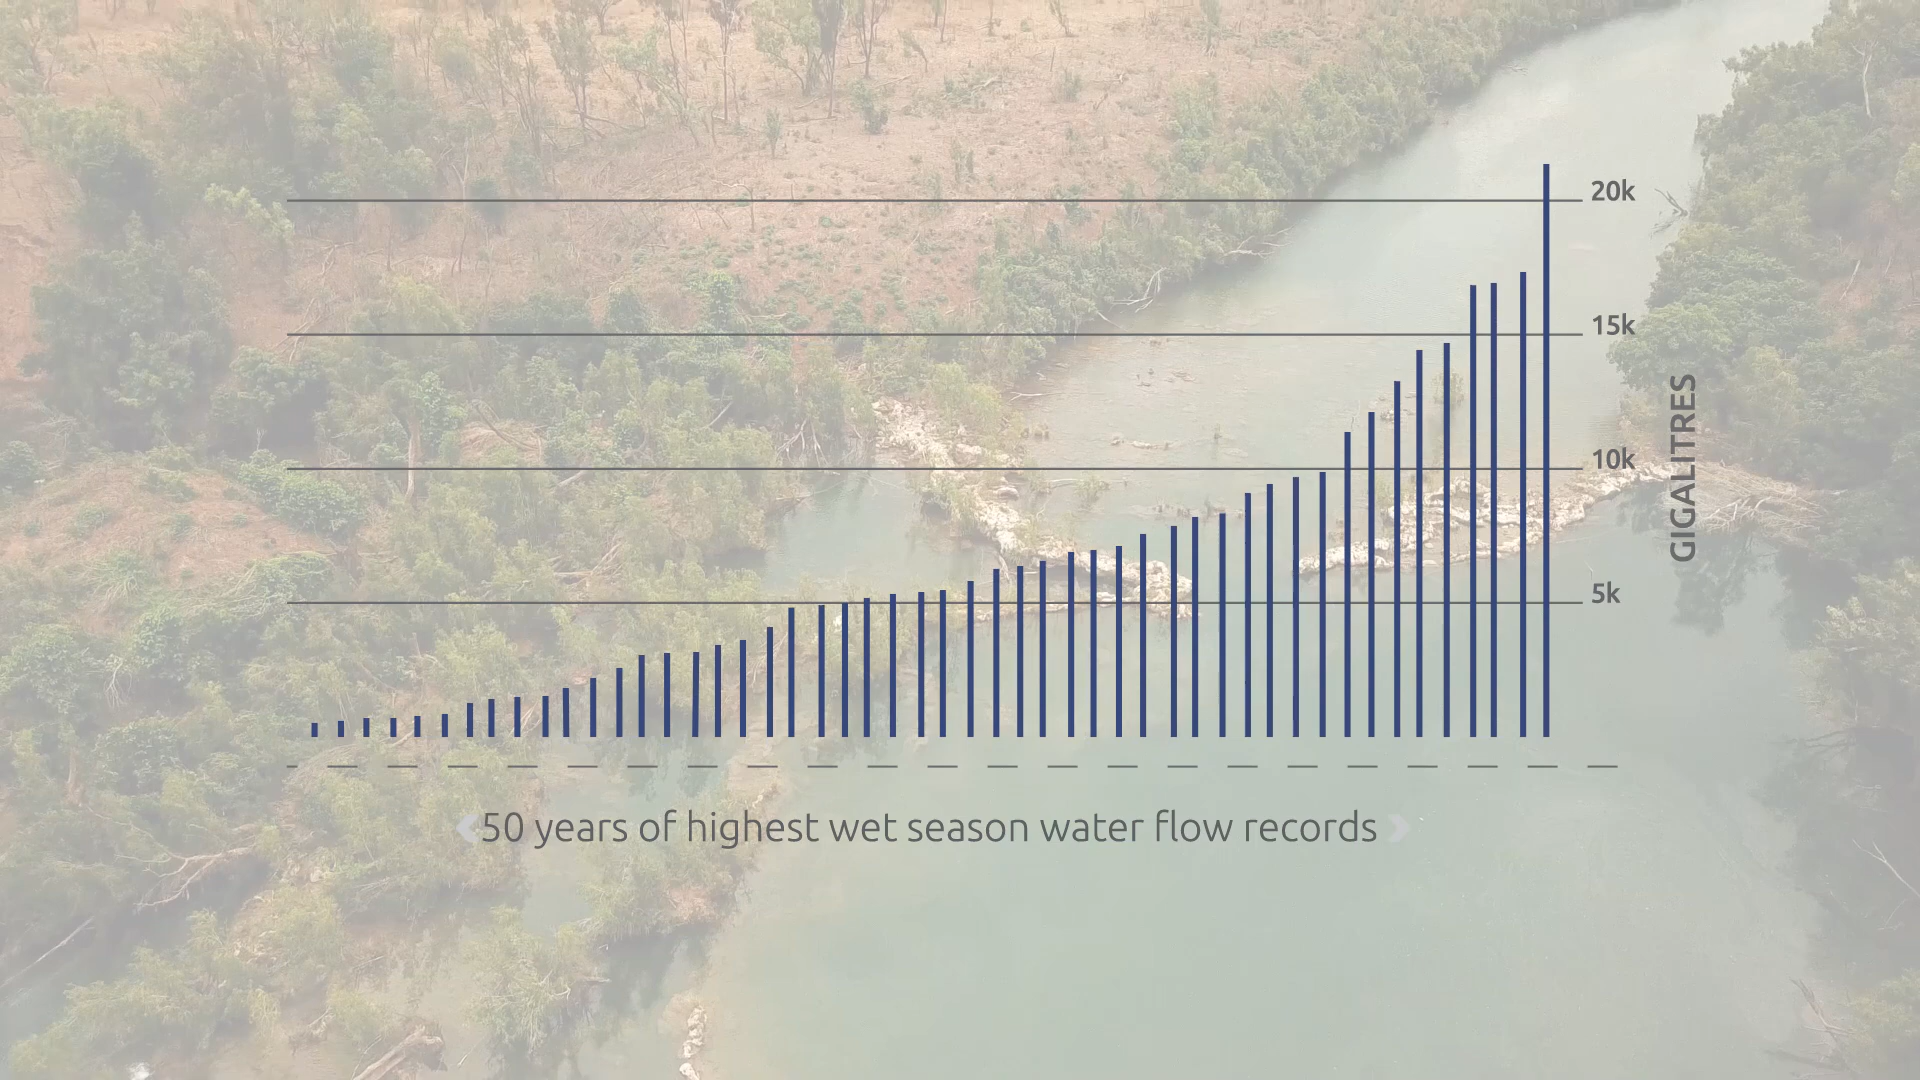 20k
15k
10k
5k
GIGALITRES
50 years of highest wet season water flow records